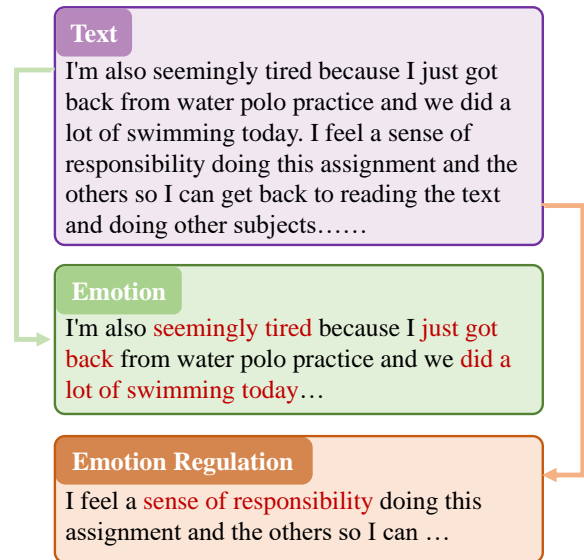 Text
I'm also seemingly tired because I just got
back from water polo practice and we did a
lot of swimming today. I feel a sense of
responsibility doing this assignment and the
others so I can get back to reading the text
and doing other subjects……
Emotion
I'm also seemingly tired because I just got
back from water polo practice and we did a
lot of swimming today…
Emotion Regulation
I feel a sense of responsibility doing this
assignment and the others so I can …